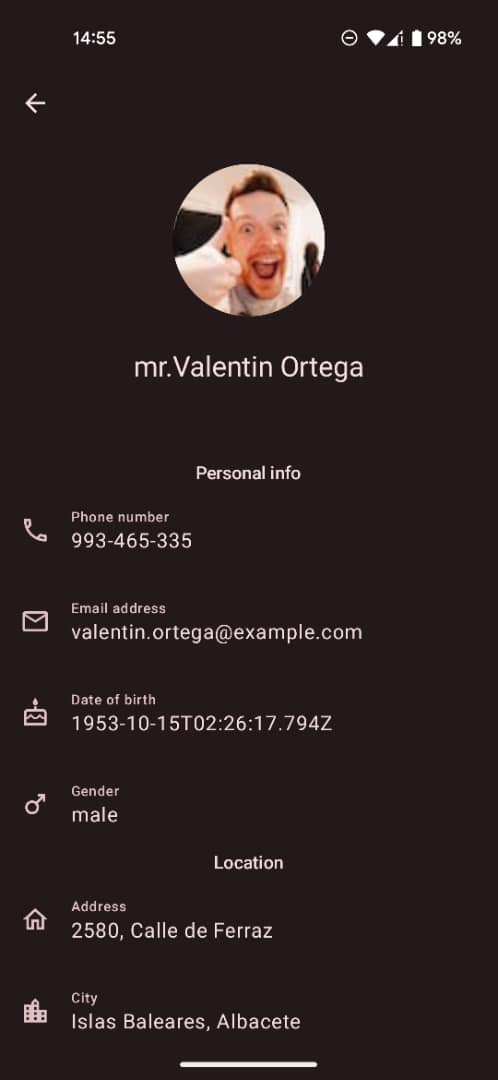 14:55
98%
mr.Valentin Ortega
Personal info
Phone number
993-465-335
Email address
valentin.ortega@example.com
Date of birth
1953-10-15T02:26:17.794Z
Gender
male
Location
Address
2580, Calle de Ferraz
City
Islas Baleares, Albacete